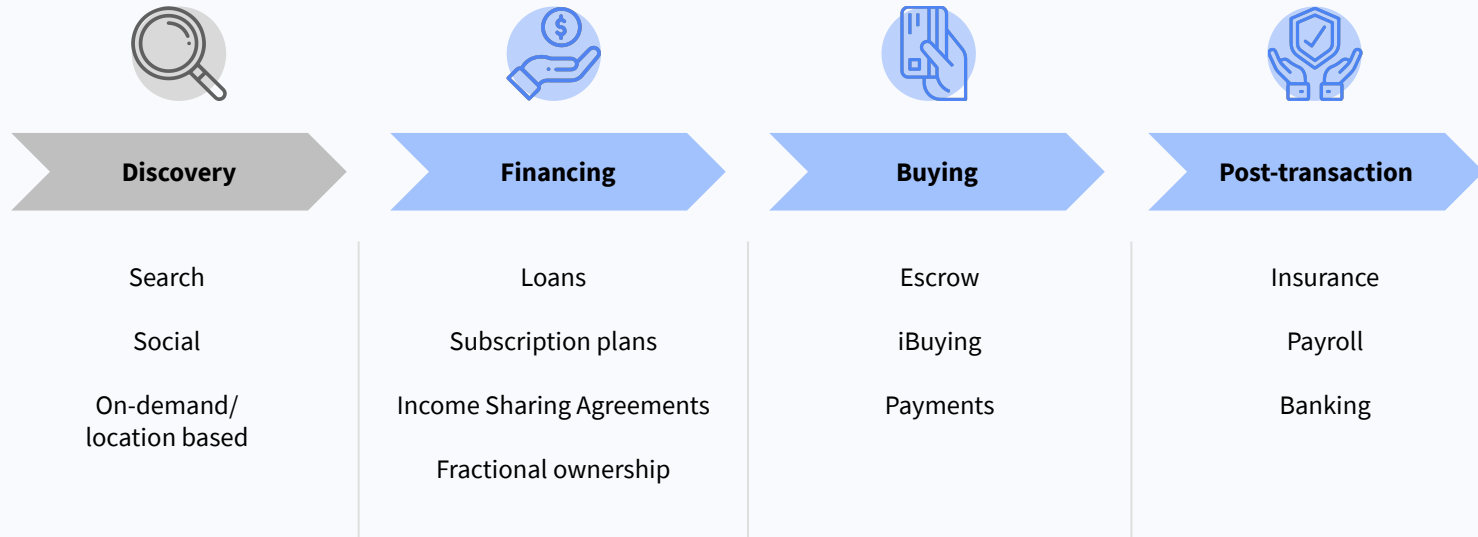 $
Discovery
Financing
Buying
Post-transaction
Search
Social
On-demand/
location based
Loans
Subscription plans
Income Sharing Agreements
Fractional ownership
Escrow
iBuying
Payments
Insurance
Payroll
Banking